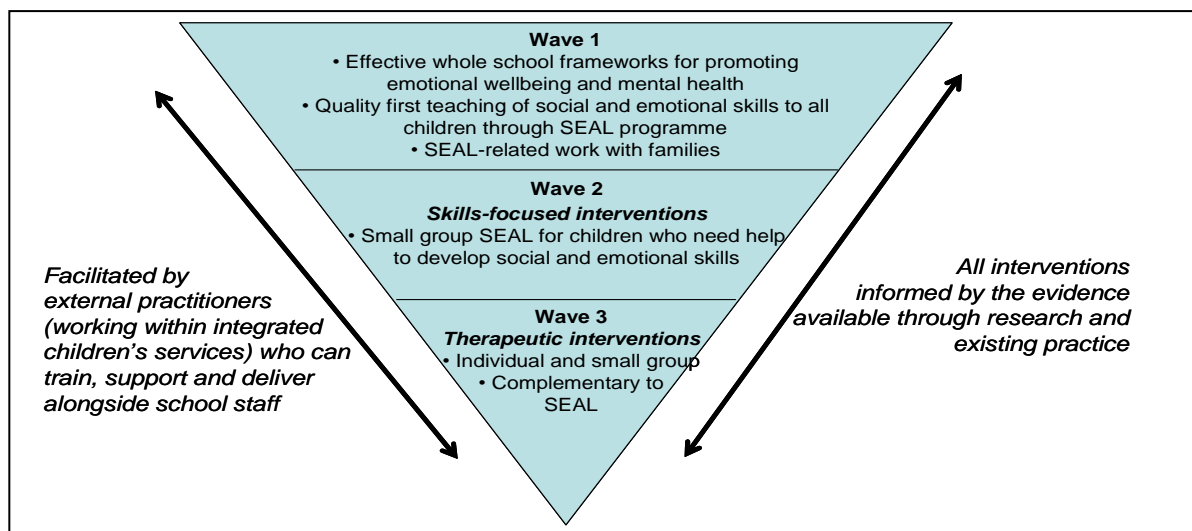 Wave 1
• Effective whole school frameworks for promoting
emotional wellbeing and mental health
• Quality first teaching of social and emotional skills to all
children through SEAL programme
• SEAL-related work with families
Wave 2
Skills-focused interventions
• Small group SEAL for children who need help
to develop social and emotional skills
Wave 3
Therapeutic interventions
• Individual and small group
• Complementary to
SEAL
Facilitated by
external practitioners
(working within integrated
children's services) who can
train, support and deliver
alongside school staff
All interventions
informed by the evidence
available through research and
existing practice